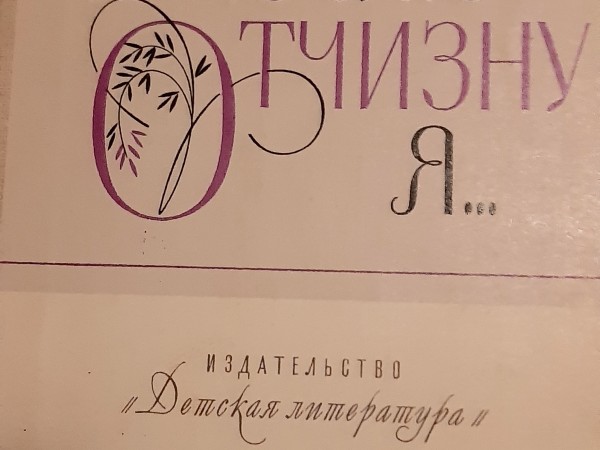 ОТЧИЗНУ
Я...
ИЗДАТЕЛЬСТВО
"Детская литература"